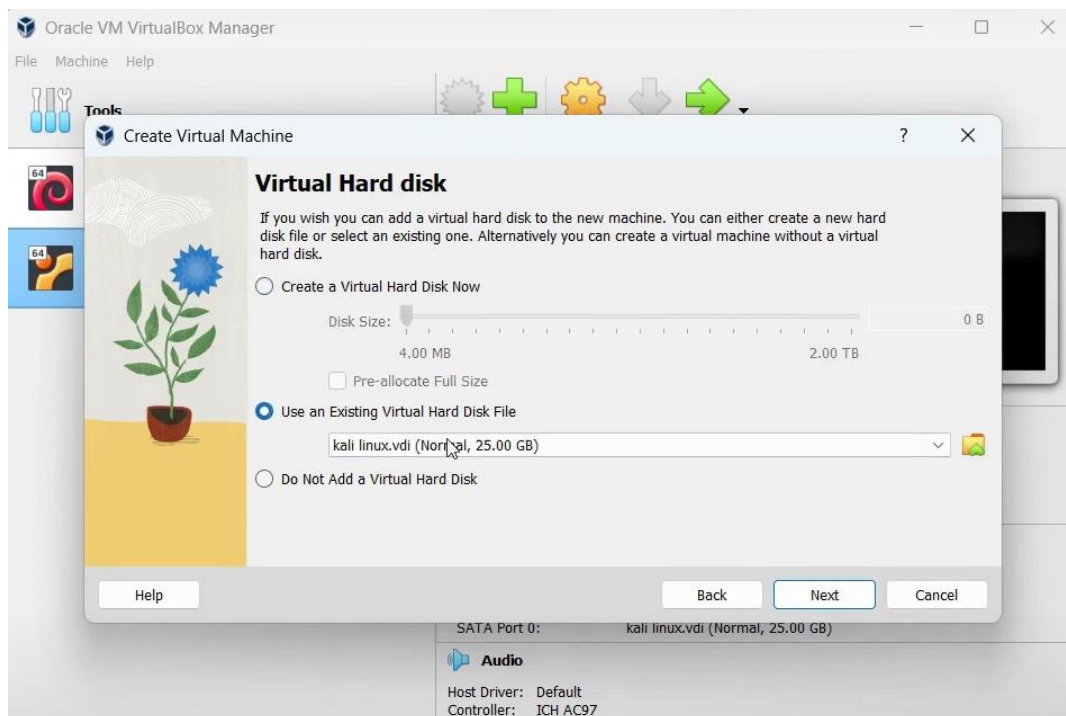 Oracle VM VirtualBox Manager
File Machine Help
Tools
64
64
Create Virtual Machine
?
Virtual Hard disk
If you wish you can add a virtual hard disk to the new machine. You can either create a new hard
disk file or select an existing one. Alternatively you can create a virtual machine without a virtual
hard disk.
Create a Virtual Hard Disk Now
Disk Size: 0 B
4.00 MB 2.00 TB
Pre-allocate Full Size
Use an Existing Virtual Hard Disk File
kali linux.vdi (Normal, 25.00 GB)
Do Not Add a Virtual Hard Disk
Help Back Next Cancel
SATA Port 0: kali linux.vdi (Normal, 25.00 GB)
Audio
Host Driver: Default
Controller: ICH AC97